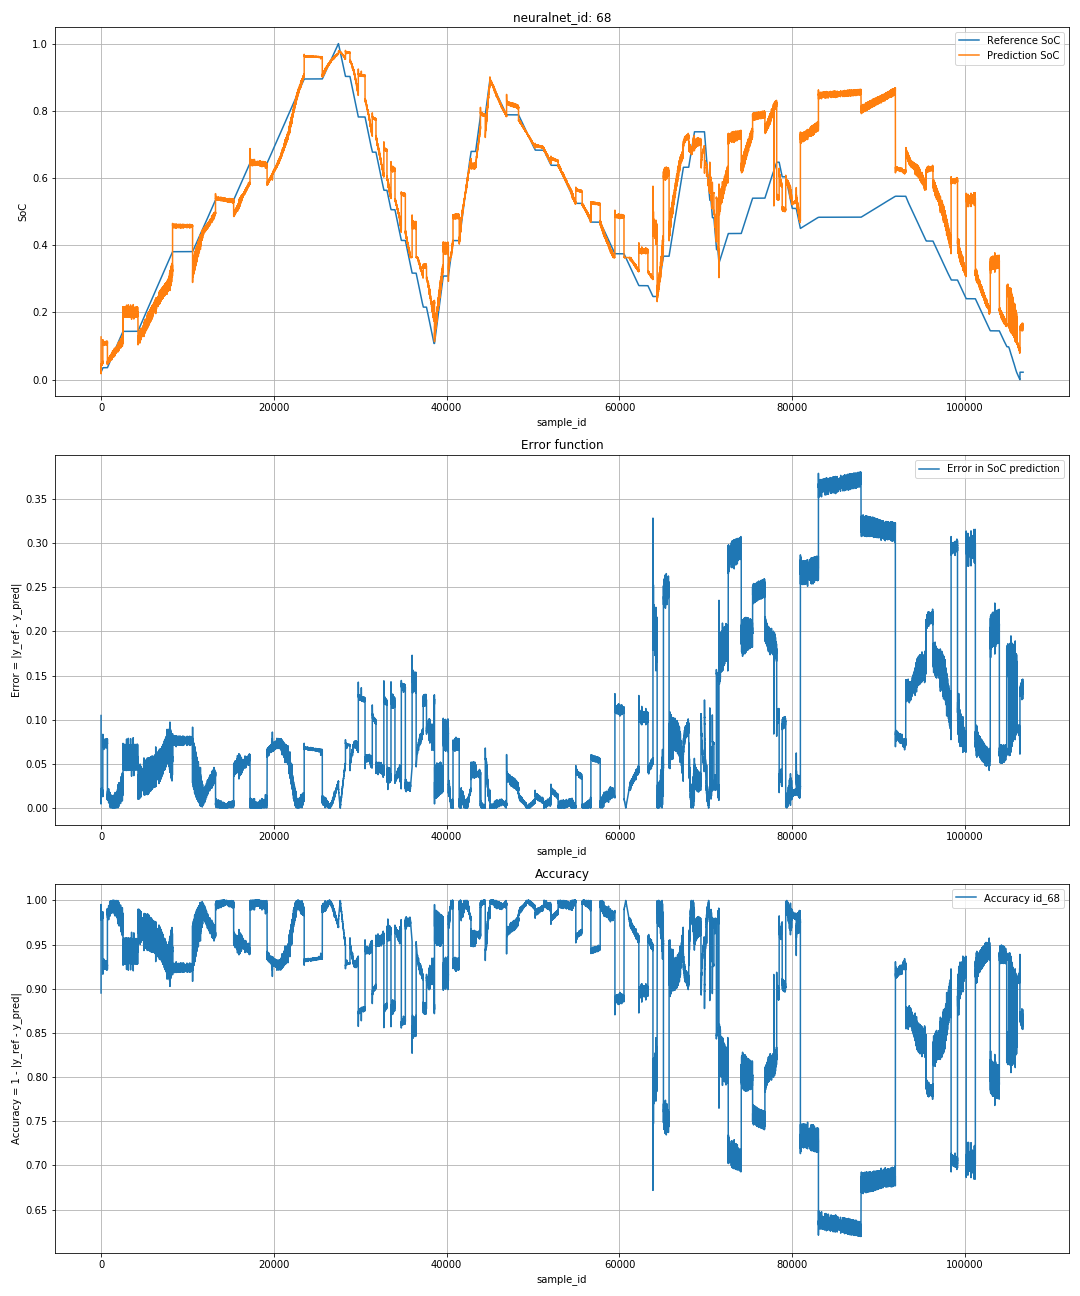 neuralnet_id: 68
Reference SoC
Prediction SoC
1.0
0.8
0.6
0.4
0.2
0.0
SoC
0 20000 40000 60000 80000 100000
sample_id
Error function
Error in SoC prediction
0.35
0.30
0.25
0.20
0.15
0.10
0.05
0.00
Error = |y_ref - y_pred|
0 20000 40000 60000 80000 100000
sample_id
Accuracy
Accuracy id_68
1.00
0.95
0.90
0.85
0.80
0.75
0.70
0.65
Accuracy = 1 - |y_ref - y_pred|
0 20000 40000 60000 80000 100000
sample_id